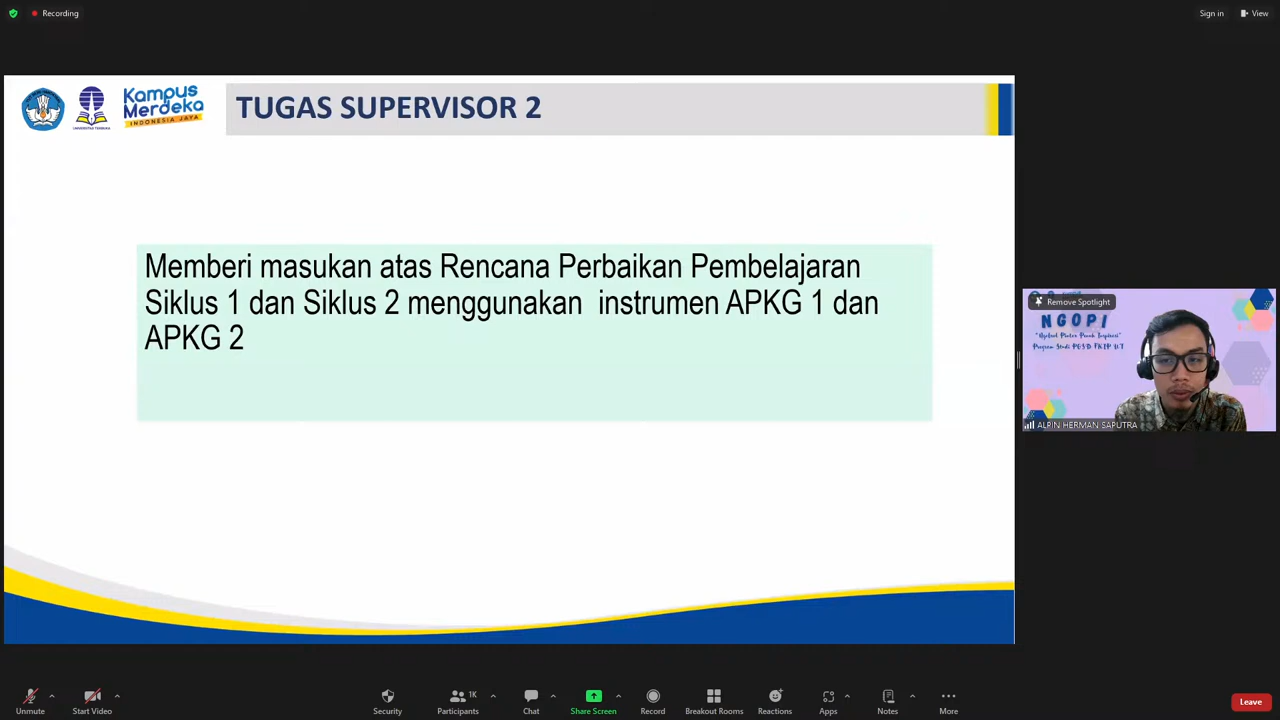 Recording
Sign in
View
UNIVERSITAS TERBUKA
Kampus
Merdeka
INDONESIA JAYA
TUGAS SUPERVISOR 2
Memberi masukan atas Rencana Perbaikan Pembelajaran
Siklus 1 dan Siklus 2 menggunakan instrumen APKG 1 dan
APKG 2
Remove Spotlight
NGOPI
"Ngobrol Pintar Penuh Inspirasi"
Program Studi PGSD FKIP UT
ALPIN HERMAN SAPUTRA
Unmute
Start Video
Security
Participants
1K
Chat
Share Screen
Record
Breakout Rooms
Reactions
Apps
Notes
More
Leave